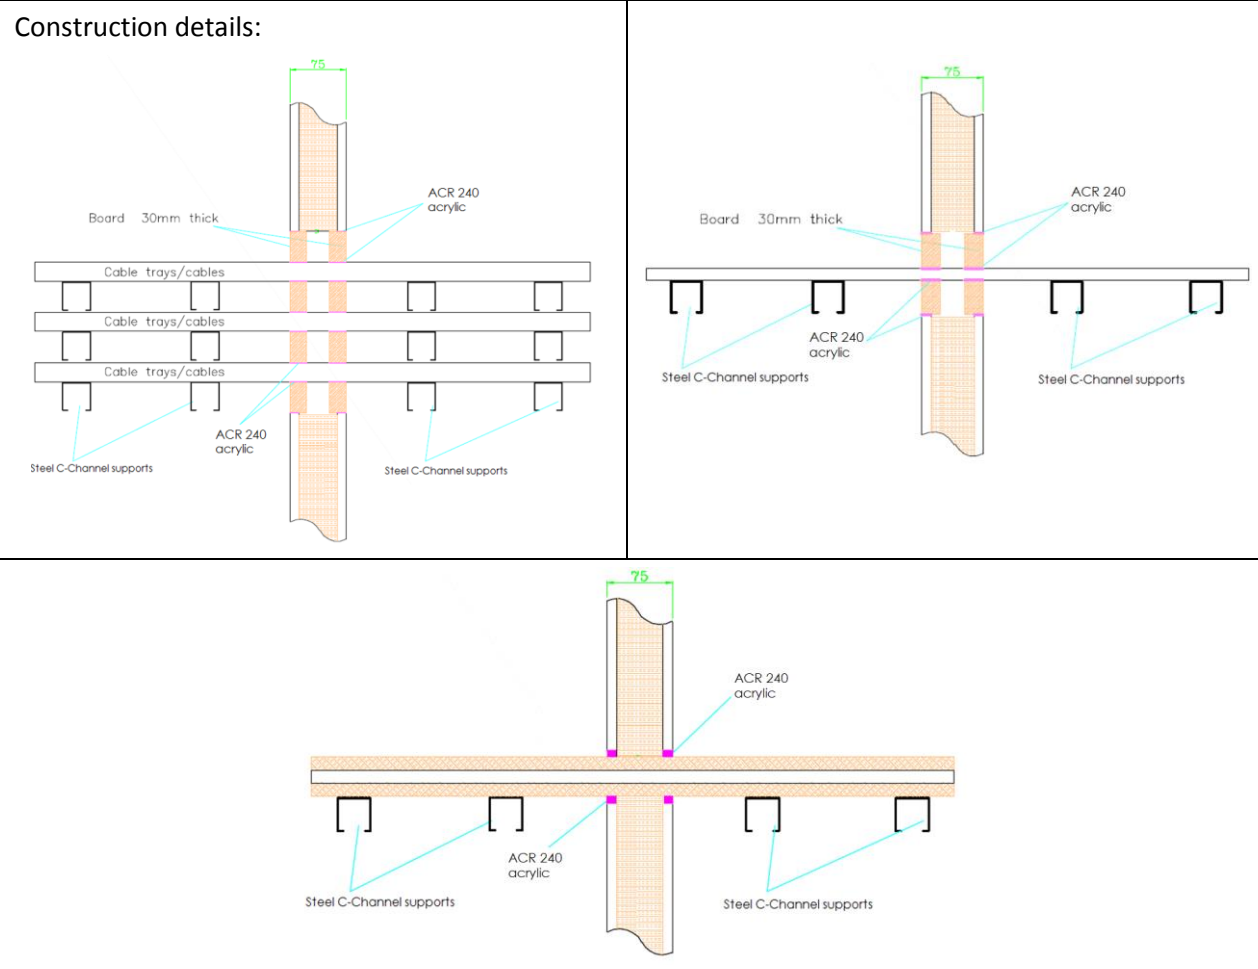 Construction details:
75
ACR 240
acrylic
Board 30mm thick
Cable trays/cables
Cable trays/cables
Cable trays/cables
ACR 240
acrylic
Steel C-Channel supports
Steel C-Channel supports
75
ACR 240
acrylic
Board 30mm thick
ACR 240
acrylic
Steel C-Channel supports
Steel C-Channel supports
75
ACR 240
acrylic
ACR 240
acrylic
Steel C-Channel supports
Steel C-Channel supports